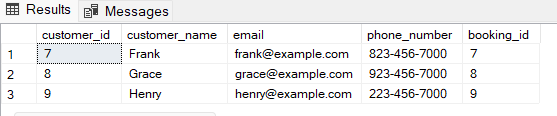 Results Messages
customer_id customer_name email phone_number booking_id
1 7 Frank frank@example.com 823-456-7000 7
2 8 Grace grace@example.com 923-456-7000 8
3 9 Henry henry@example.com 223-456-7000 9